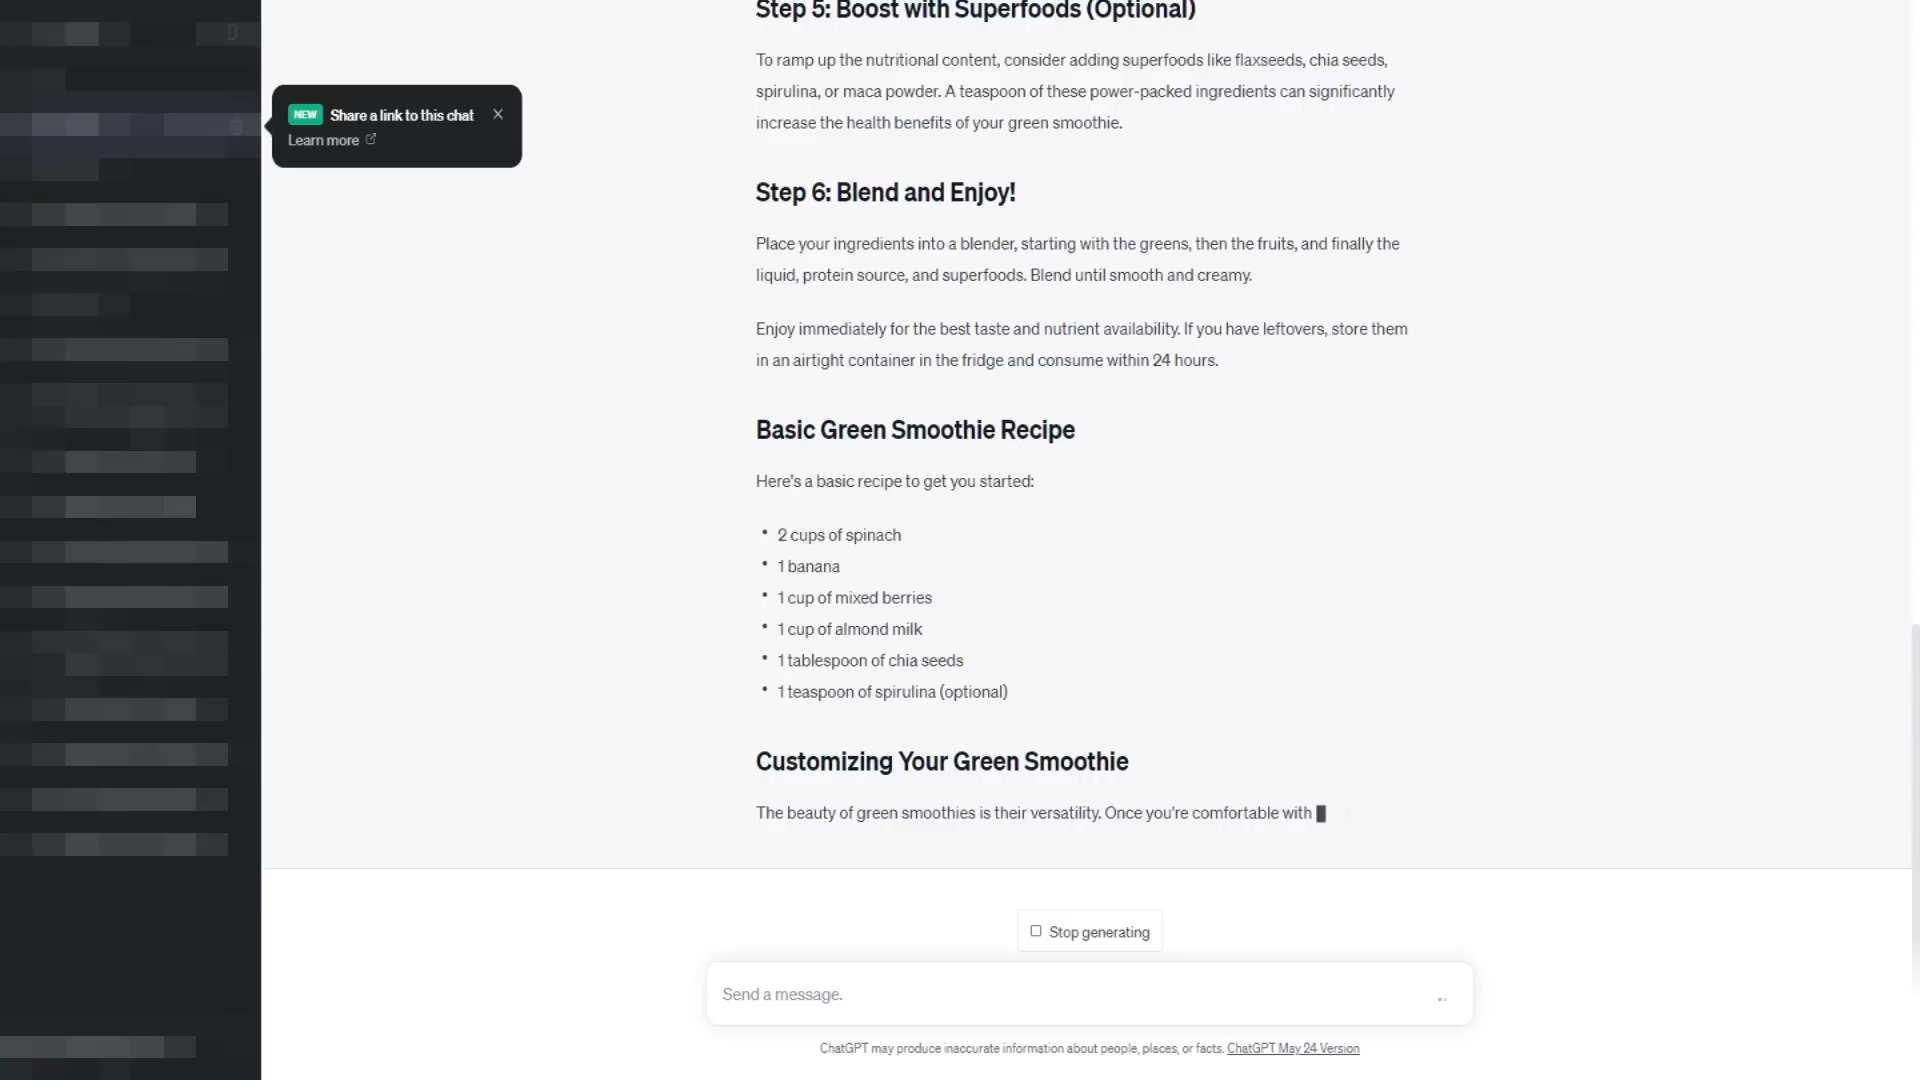 Step 5: Boost with Superfoods (Optional)
To ramp up the nutritional content, consider adding superfoods like flaxseeds, chia seeds,
spirulina, or maca powder. A teaspoon of these power-packed ingredients can significantly
increase the health benefits of your green smoothie.
NEW Share a link to this chat
Learn more
Step 6: Blend and Enjoy!
Place your ingredients into a blender, starting with the greens, then the fruits, and finally the
liquid, protein source, and superfoods. Blend until smooth and creamy.
Enjoy immediately for the best taste and nutrient availability. If you have leftovers, store them
in an airtight container in the fridge and consume within 24 hours.
Basic Green Smoothie Recipe
Here's a basic recipe to get you started:
• 2 cups of spinach
• 1 banana
• 1 cup of mixed berries
• 1 cup of almond milk
• 1 tablespoon of chia seeds
• 1 teaspoon of spirulina (optional)
Customizing Your Green Smoothie
The beauty of green smoothies is their versatility. Once you're comfortable with
Stop generating
Send a message.
ChatGPT may produce inaccurate information about people, places, or facts. ChatGPT May 24 Version